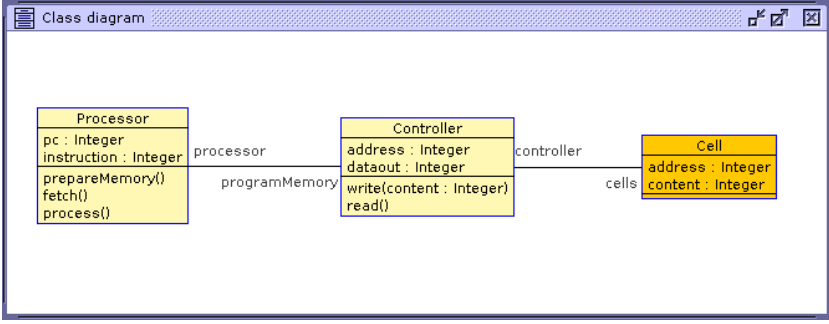 Class diagram
Processor
pc : Integer
instruction : Integer
prepareMemory()
fetch()
process()
processor
programMemory
Controller
address : Integer
dataout : Integer
write(content : Integer)
read()
controller
cells
Cell
address : Integer
content : Integer